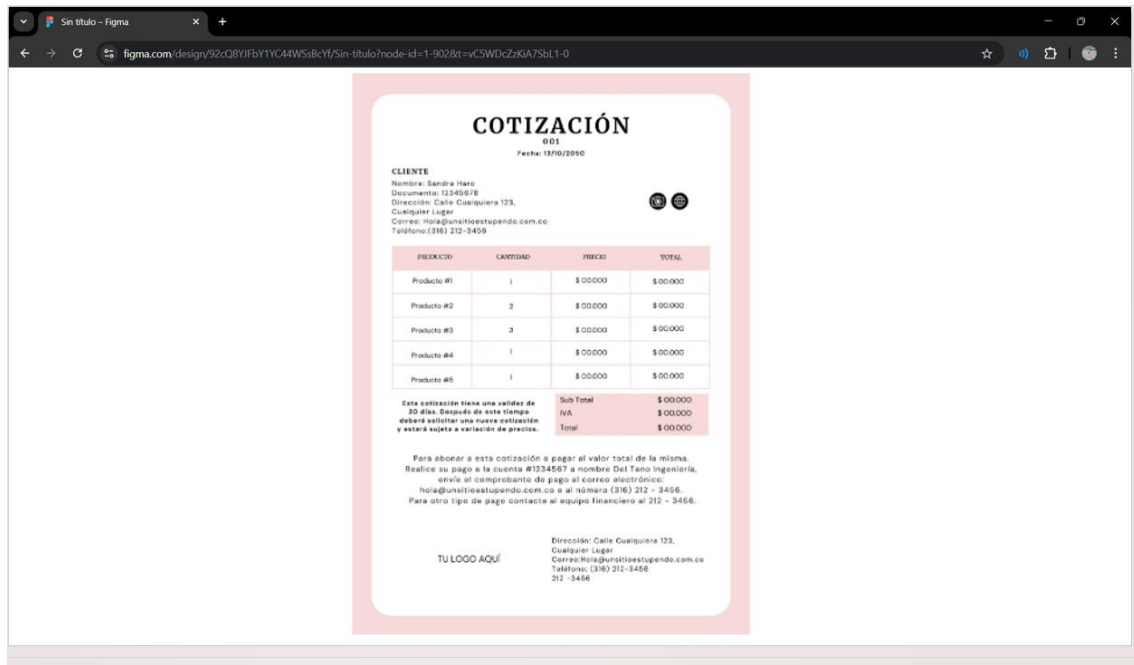 Sin título – Figma
figma.com/design/92cQ8YJFbY1YC44WSsBcYf/Sin-título?node-id=1-902&t=vC5WDcZzKiA7SbL1-0
COTIZACIÓN
001
Fecha: 13/10/2050
CLIENTE
Nombre: Sandra Haro
Documento: 12345678
Dirección: Calle Cualquiera 123,
Cualquier Lugar
Correo: Hola@unsitioestupendo.com.co
Teléfono:(316) 212-3456
PRODUCTO CANTIDAD PRECIO TOTAL
Producto #1 1 $ 00.000 $ 00.000
Producto #2 2 $ 00.000 $ 00.000
Producto #3 3 $ 00.000 $ 00.000
Producto #4 1 $ 00.000 $ 00.000
Producto #5 1 $ 00.000 $ 00.000
Esta cotización tiene una validez de
30 días. Después de este tiempo
deberá solicitar una nueva cotización
y estará sujeta a variación de precios.
Sub Total $ 00.000
IVA $ 00.000
Total $ 00.000
Para abonar a esta cotización o pagar el valor total de la misma.
Realice su pago a la cuenta #1234567 a nombre Del Tano Ingeniería,
envíe el comprobante de pago al correo electrónico:
hola@unsitioestupendo.com.co o al número (316) 212 - 3456.
Para otro tipo de pago contacte al equipo financiero al 212 - 3456.
TU LOGO AQUÍ
Dirección: Calle Cualquiera 123,
Cualquier Lugar
Correo:Hola@unsitioestupendo.com.co
Teléfono: (316) 212-3456
212 -3456